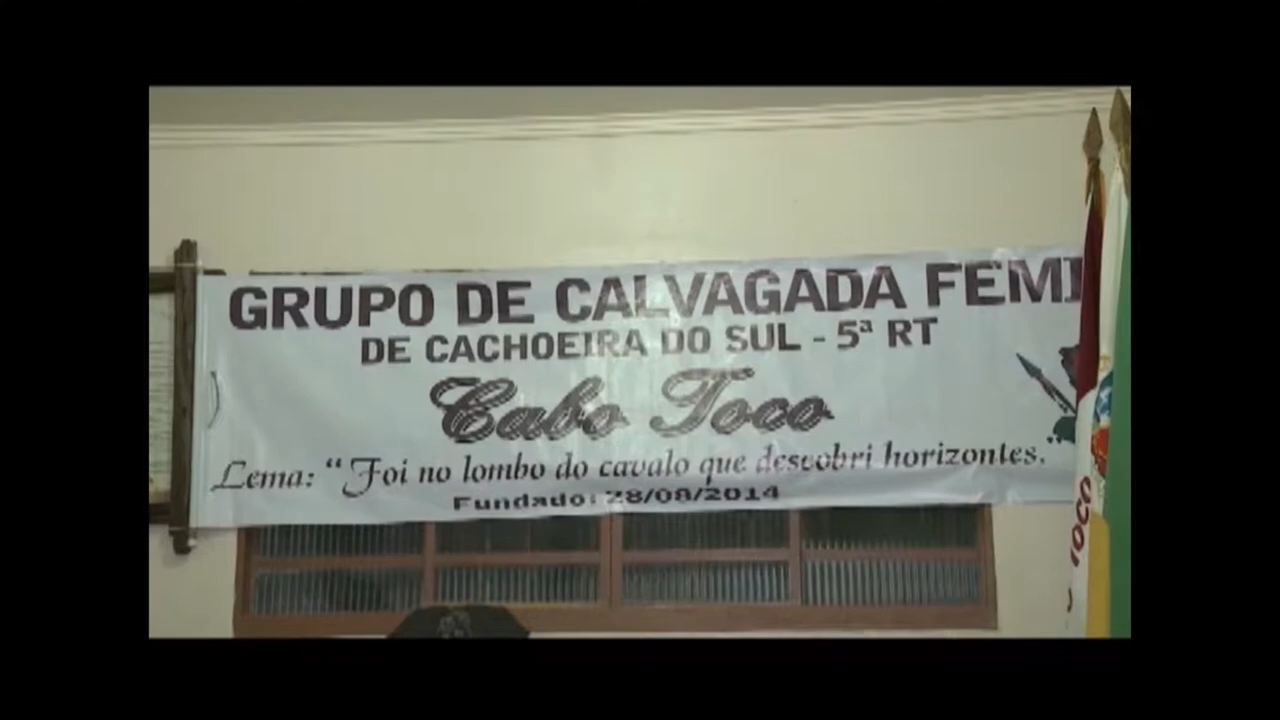 GRUPO DE CALVAGADA FEMI
DE CACHOEIRA DO SUL - 5ª RT
Cabo Toco
Lema: “Foi no lombo do cavalo que descobri horizontes.”
Fundado: 28/08/2014
TOCO